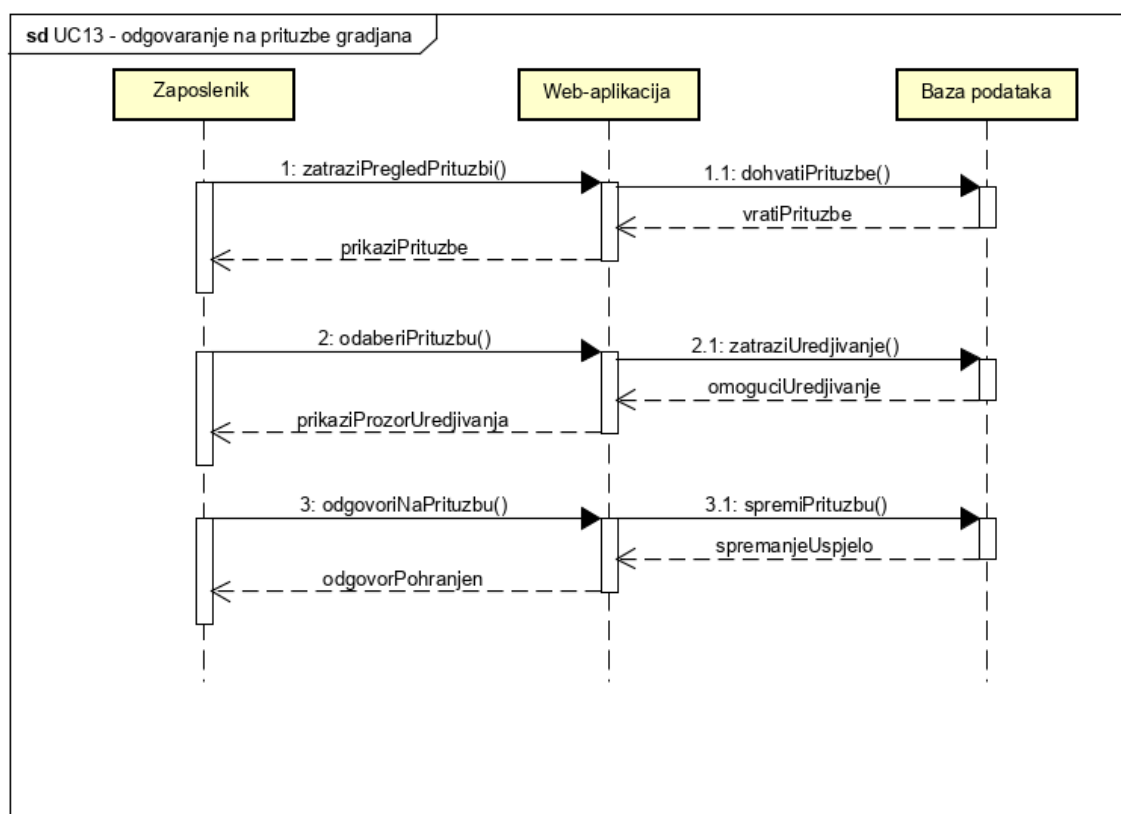 sd UC13 - odgovaranje na prituzbe gradjana
Zaposlenik
Web-aplikacija
Baza podataka
1: zatraziPregledPrituzbi()
1.1: dohvatiPrituzbe()
vratiPrituzbe
prikaziPrituzbe
2: odaberiPrituzbu()
2.1: zatraziUredjivanje()
omoguciUredjivanje
prikaziProzorUredjivanja
3: odgovoriNaPrituzbu()
3.1: spremiPrituzbu()
spremanjeUspjelo
odgovorPohranjen